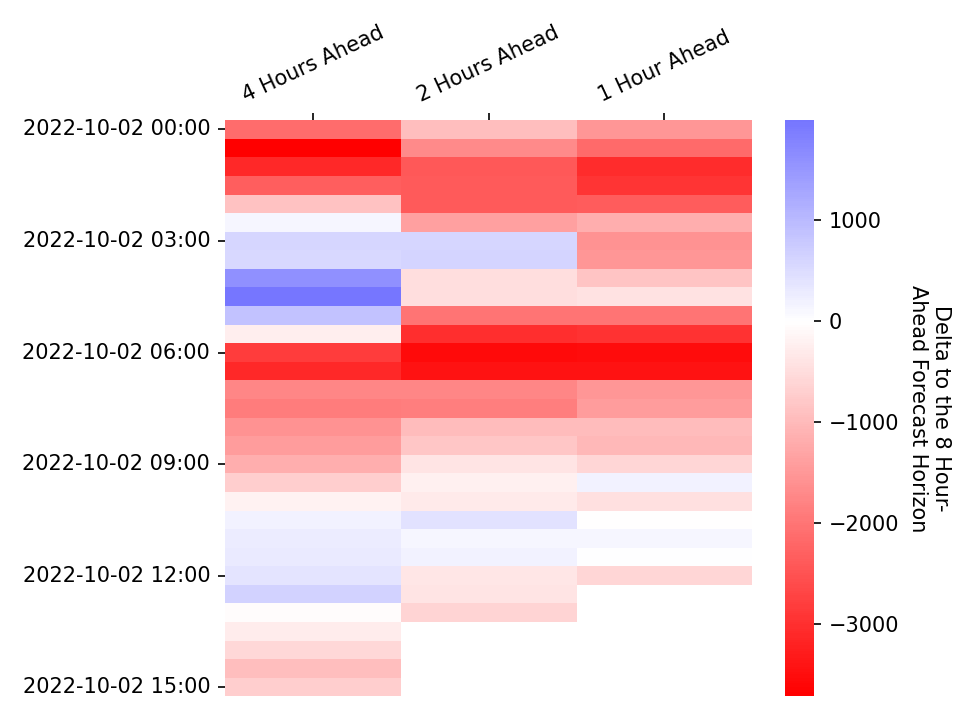 4 Hours Ahead
2 Hours Ahead
1 Hour Ahead
2022-10-02 00:00
2022-10-02 03:00
2022-10-02 06:00
2022-10-02 09:00
2022-10-02 12:00
2022-10-02 15:00
1000
0
−1000
−2000
−3000
Delta to the 8 Hour-
Ahead Forecast Horizon